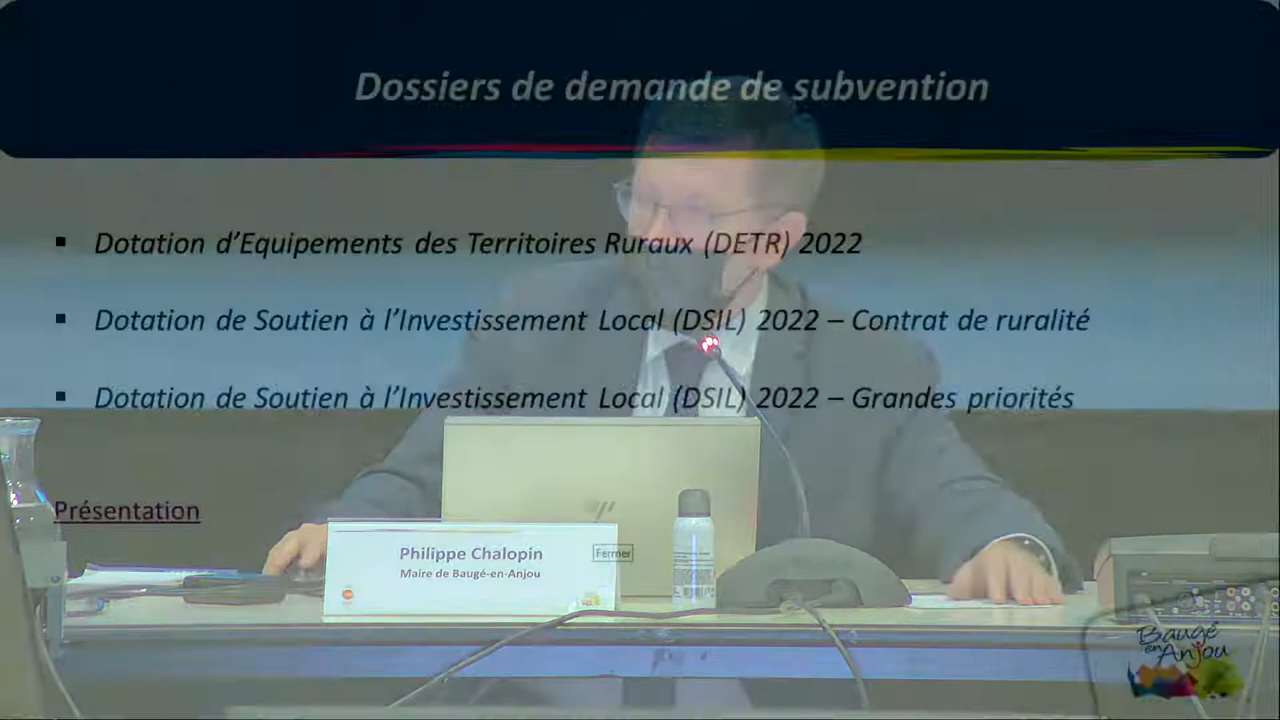 Dossiers de demande de subvention
▪ Dotation d'Equipements des Territoires Ruraux (DETR) 2022
▪ Dotation de Soutien à l'Investissement Local (DSIL) 2022 – Contrat de ruralité
▪ Dotation de Soutien à l'Investissement Local (DSIL) 2022 – Grandes priorités
Présentation
Philippe Chalopin
Maire de Baugé-en-Anjou
Fermer
Baugé
en Anjou